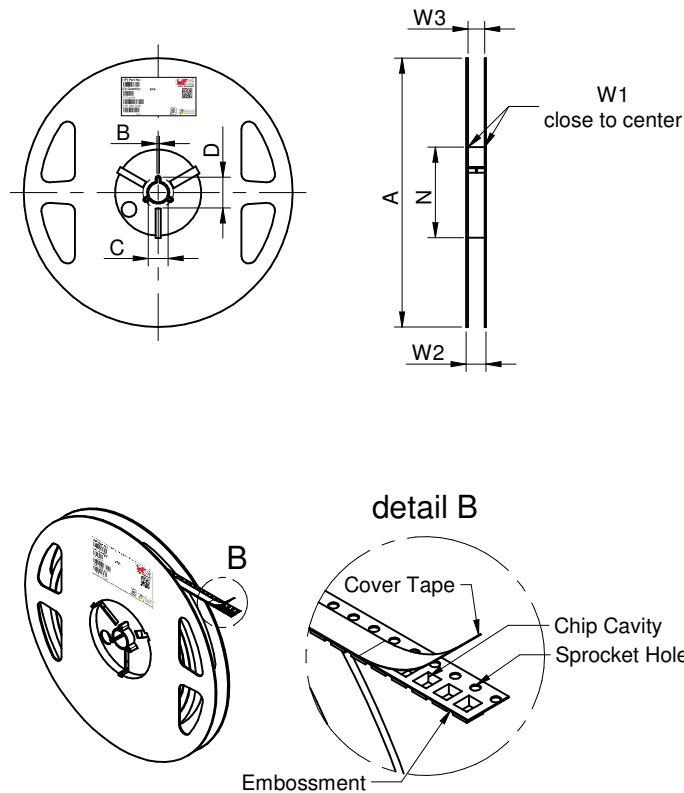 W3
W1
close to center
B
D
A
N
C
W2
detail B
B
Cover Tape
Chip Cavity
Sprocket Hole
Embossment